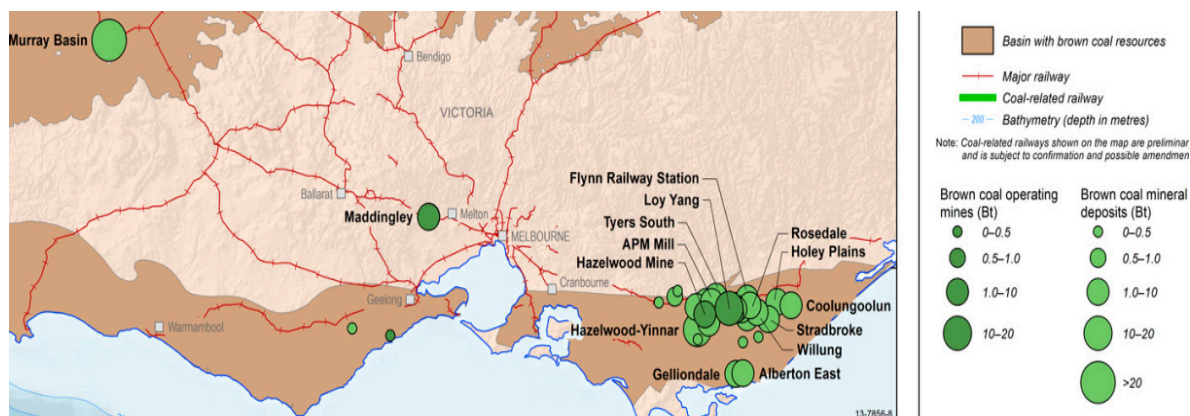 Murray Basin
Bendigo
VICTORIA
Flynn Railway Station
Loy Yang
Tyers South
APM Mill
Hazelwood Mine
Ballarat
Maddingley
Melton
MELBOURNE
Rosedale
Holey Plains
Cranbourne
Geelong
Coolungoolun
Warrnambool
Hazelwood-Yinnar
Stradbroke
Willung
Gelliondale
Alberton East
13-7856-8
Basin with brown coal resources
Major railway
Coal-related railway
200
Bathymetry (depth in metres)
Note: Coal-related railways shown on the map are preliminar
and is subject to confirmation and possible amendmen
Brown coal operating
mines (Bt)
0–0.5
0.5–1.0
1.0–10
10–20
Brown coal mineral
deposits (Bt)
0–0.5
0.5–1.0
1.0–10
10–20
>20